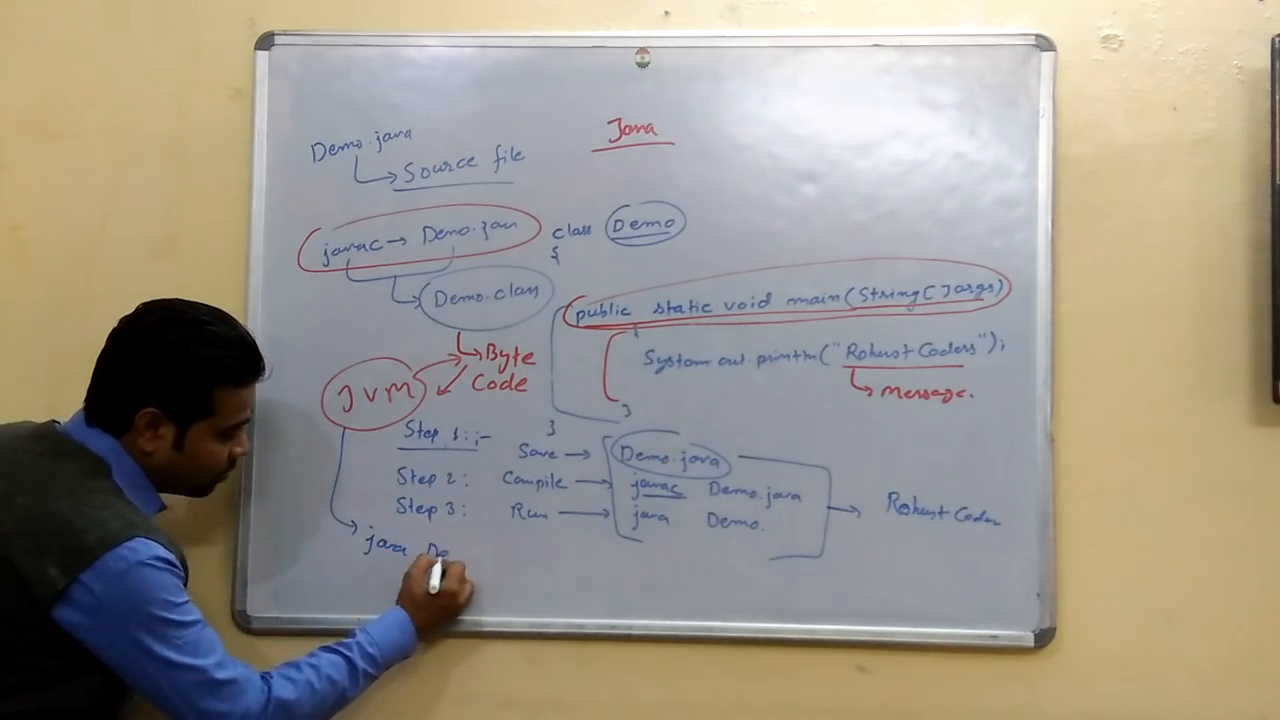 Java
Demo.java
Source file
javac → Demo.java
class Demo
{
Demo.class
public static void main(String[]args)
{
System.out.println("Robust Coders");
message.
}
Byte
Code
JVM
}
Step 1:;-
Save → Demo.java
Step 2: Compile → javac Demo.java
Step 3: Run → java Demo.
Robust Coder
java De